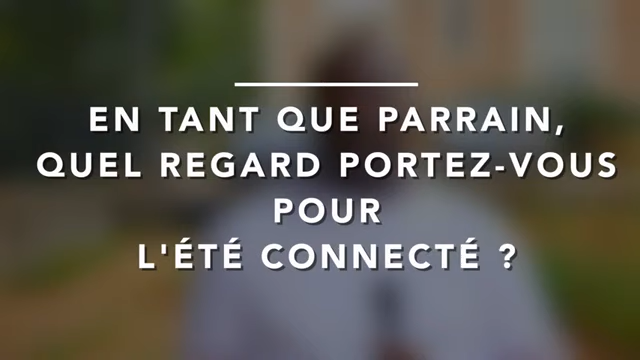 EN TANT QUE PARRAIN,
QUEL REGARD PORTEZ-VOUS
POUR
L'ÉTÉ CONNECTÉ ?